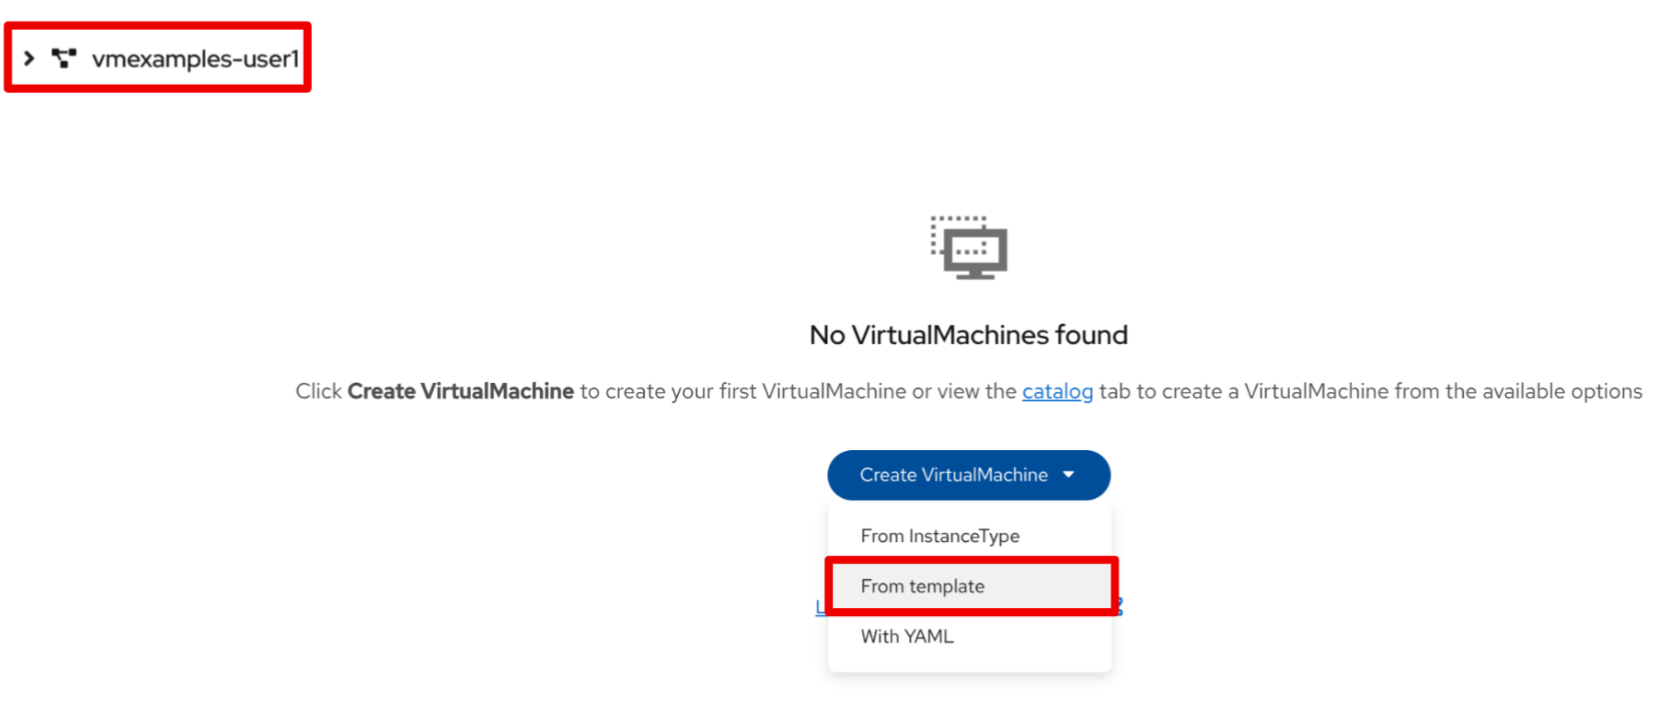 vmexamples-user1
No VirtualMachines found
Click Create VirtualMachine to create your first VirtualMachine or view the catalog tab to create a VirtualMachine from the available options
Create VirtualMachine
From InstanceType
From template
With YAML